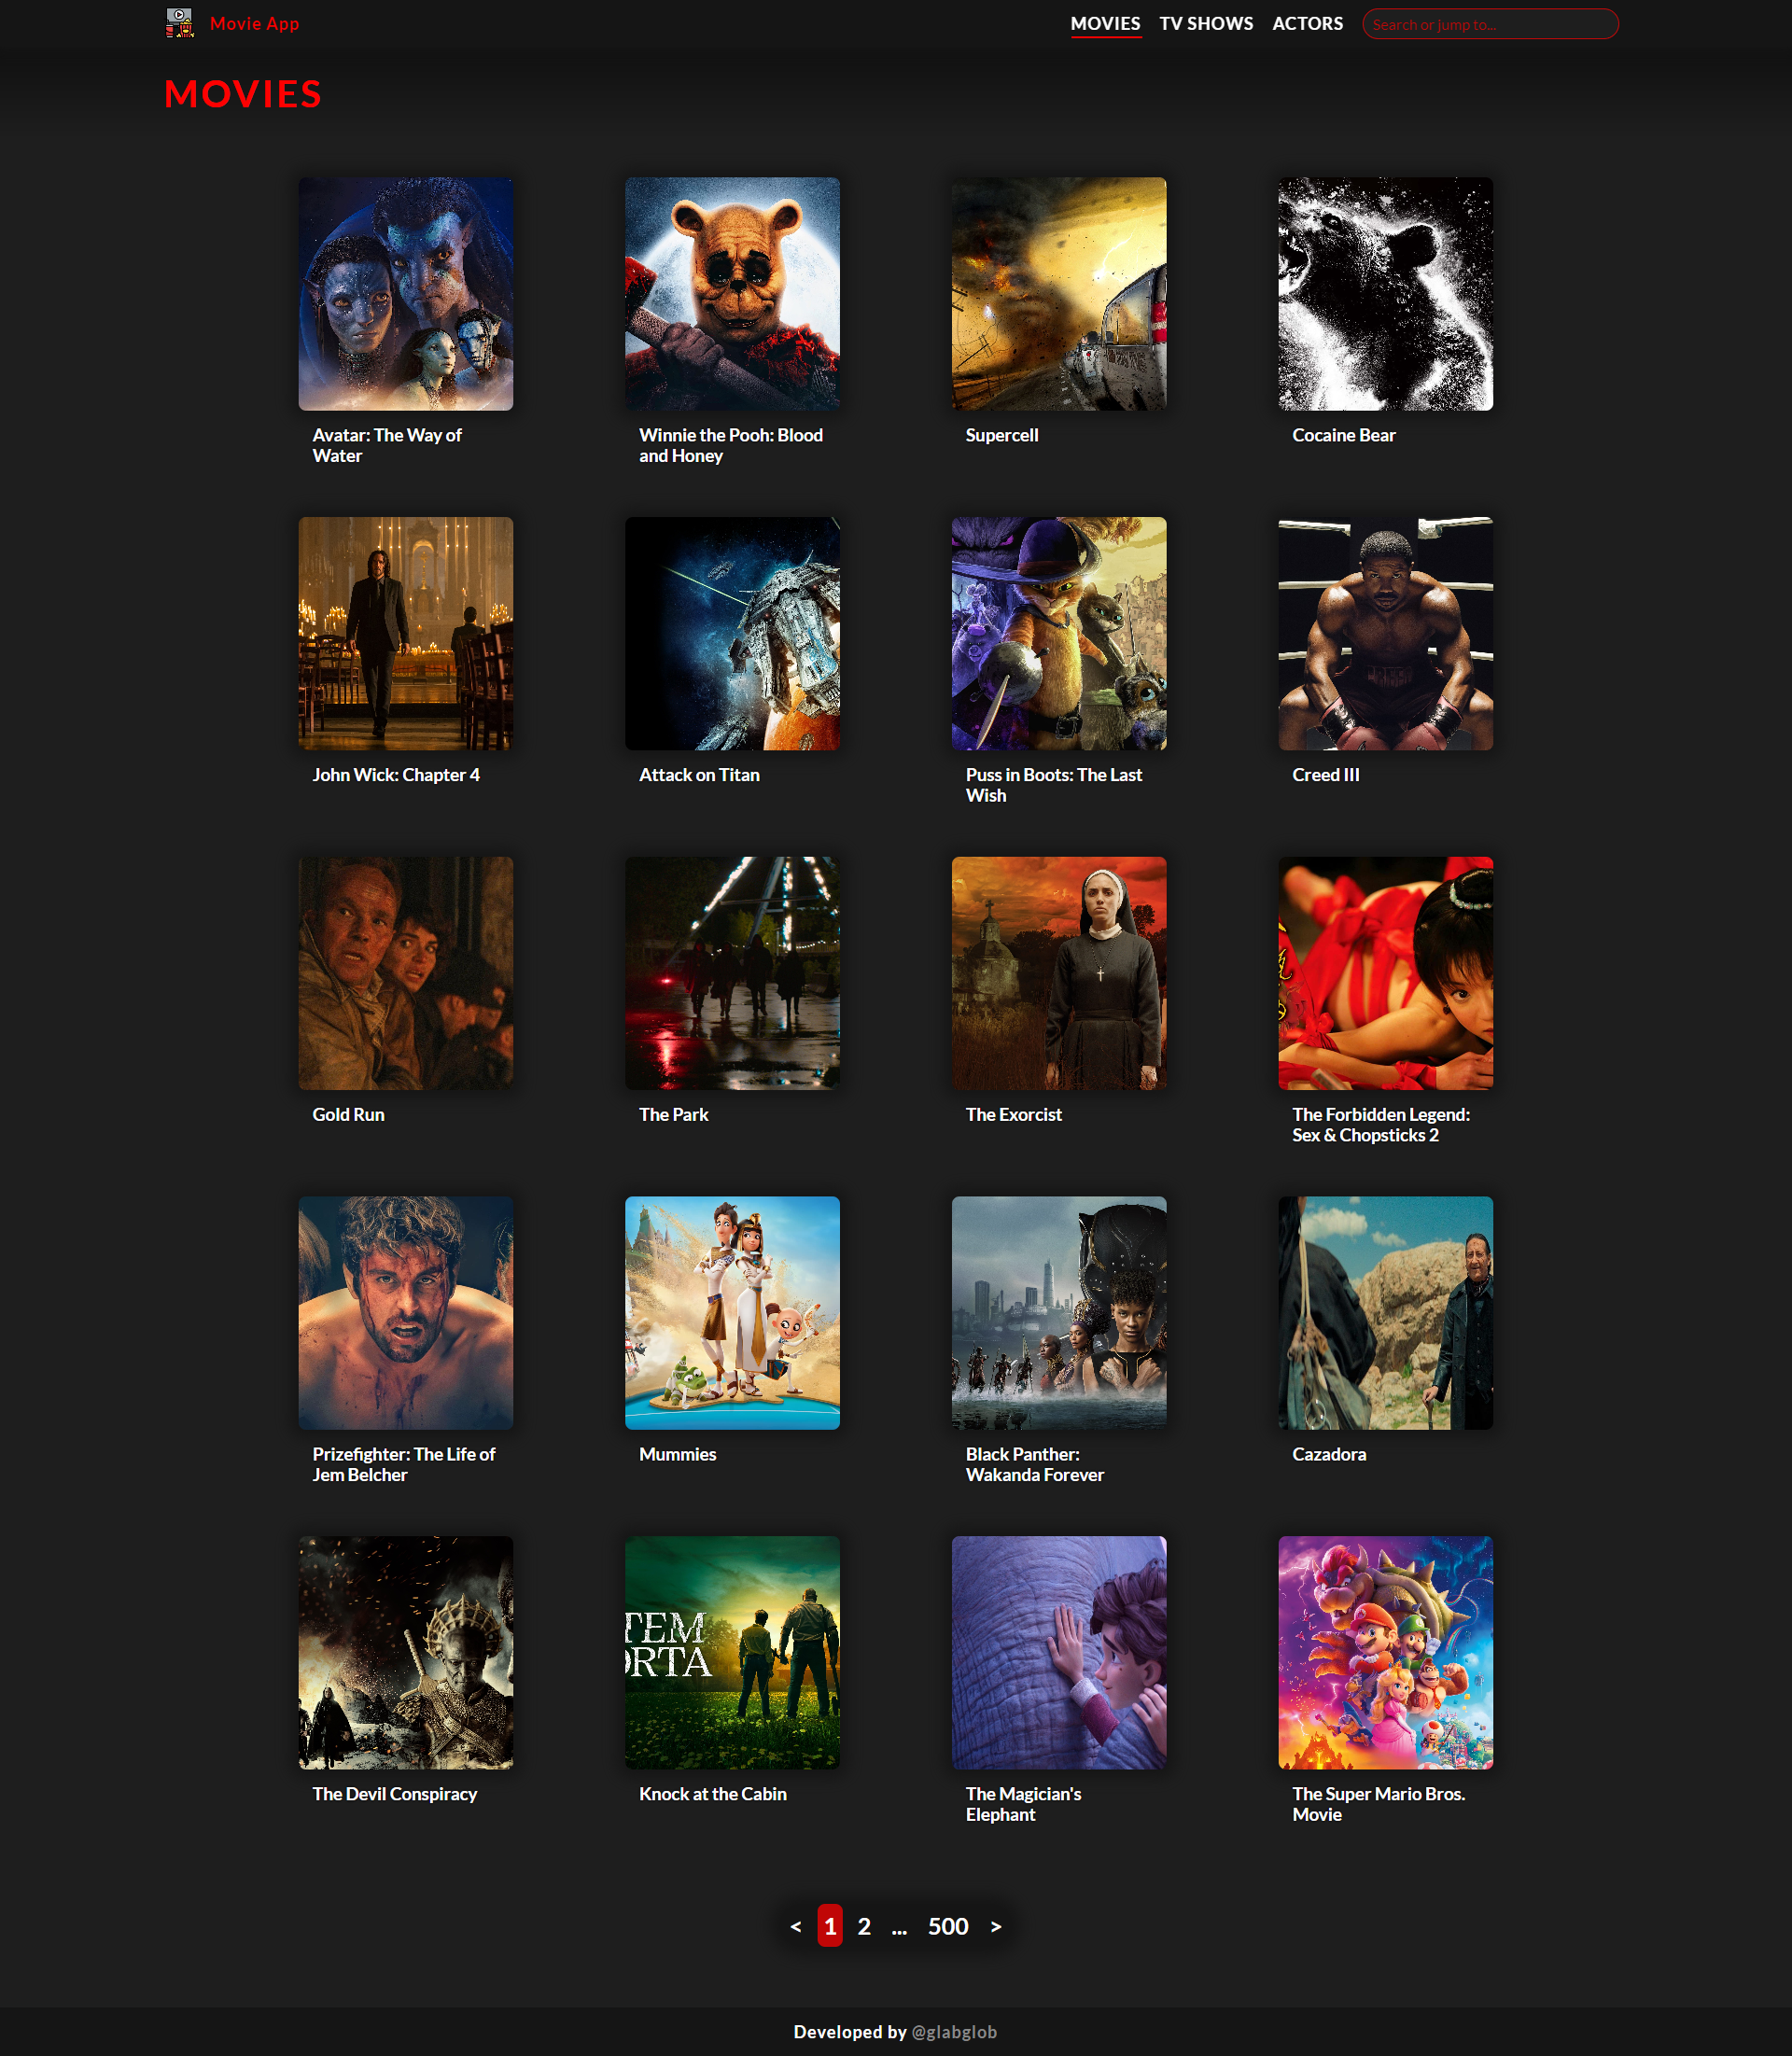 Movie App
MOVIES TV SHOWS ACTORS Search or jump to...
MOVIES
Avatar: The Way of
Water
Winnie the Pooh: Blood
and Honey
Supercell
Cocaine Bear
John Wick: Chapter 4
Attack on Titan
Puss in Boots: The Last
Wish
Creed III
Gold Run
The Park
The Exorcist
The Forbidden Legend:
Sex & Chopsticks 2
Prizefighter: The Life of
Jem Belcher
Mummies
Black Panther:
Wakanda Forever
Cazadora
TEM
ORTA
The Devil Conspiracy
Knock at the Cabin
The Magician's
Elephant
The Super Mario Bros.
Movie
< 1 2 ... 500 >
Developed by @glabglob